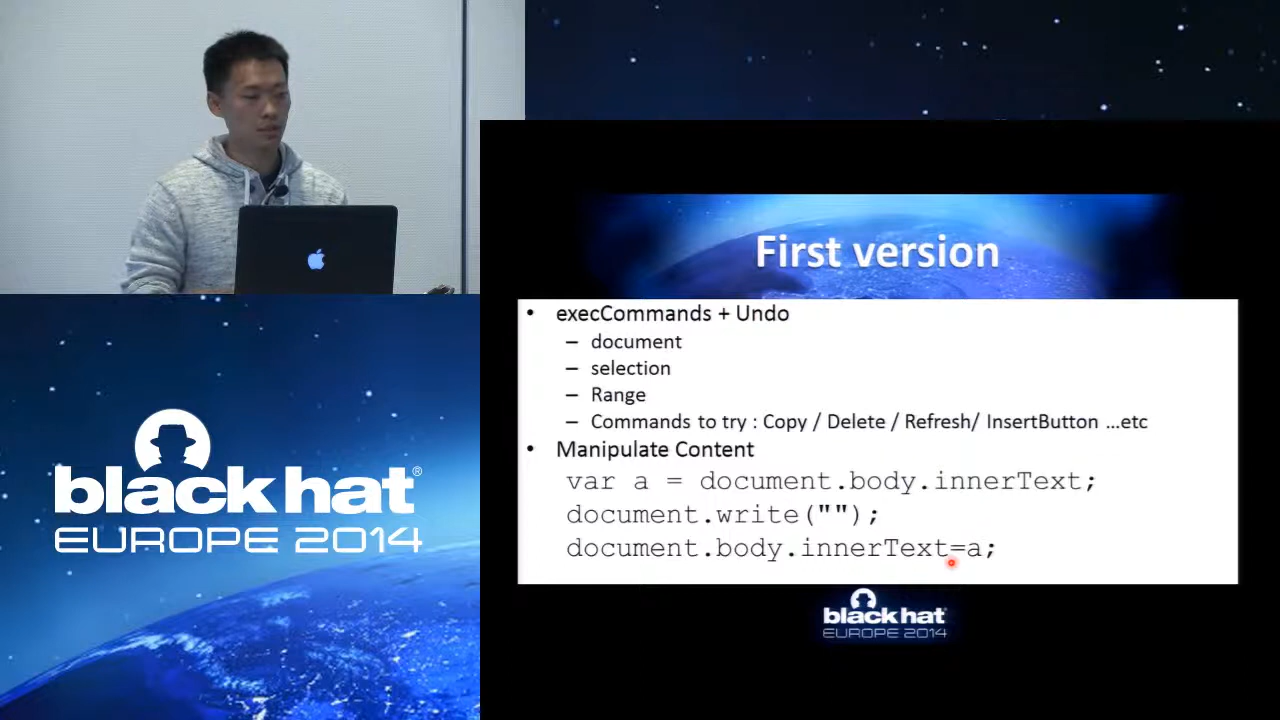 First version
• execCommands + Undo
– document
– selection
– Range
– Commands to try : Copy / Delete / Refresh/ InsertButton ...etc
• Manipulate Content
var a = document.body.innerText;
document.write("");
document.body.innerText=a;
black hat®
EUROPE 2014
black hat
EUROPE 2014